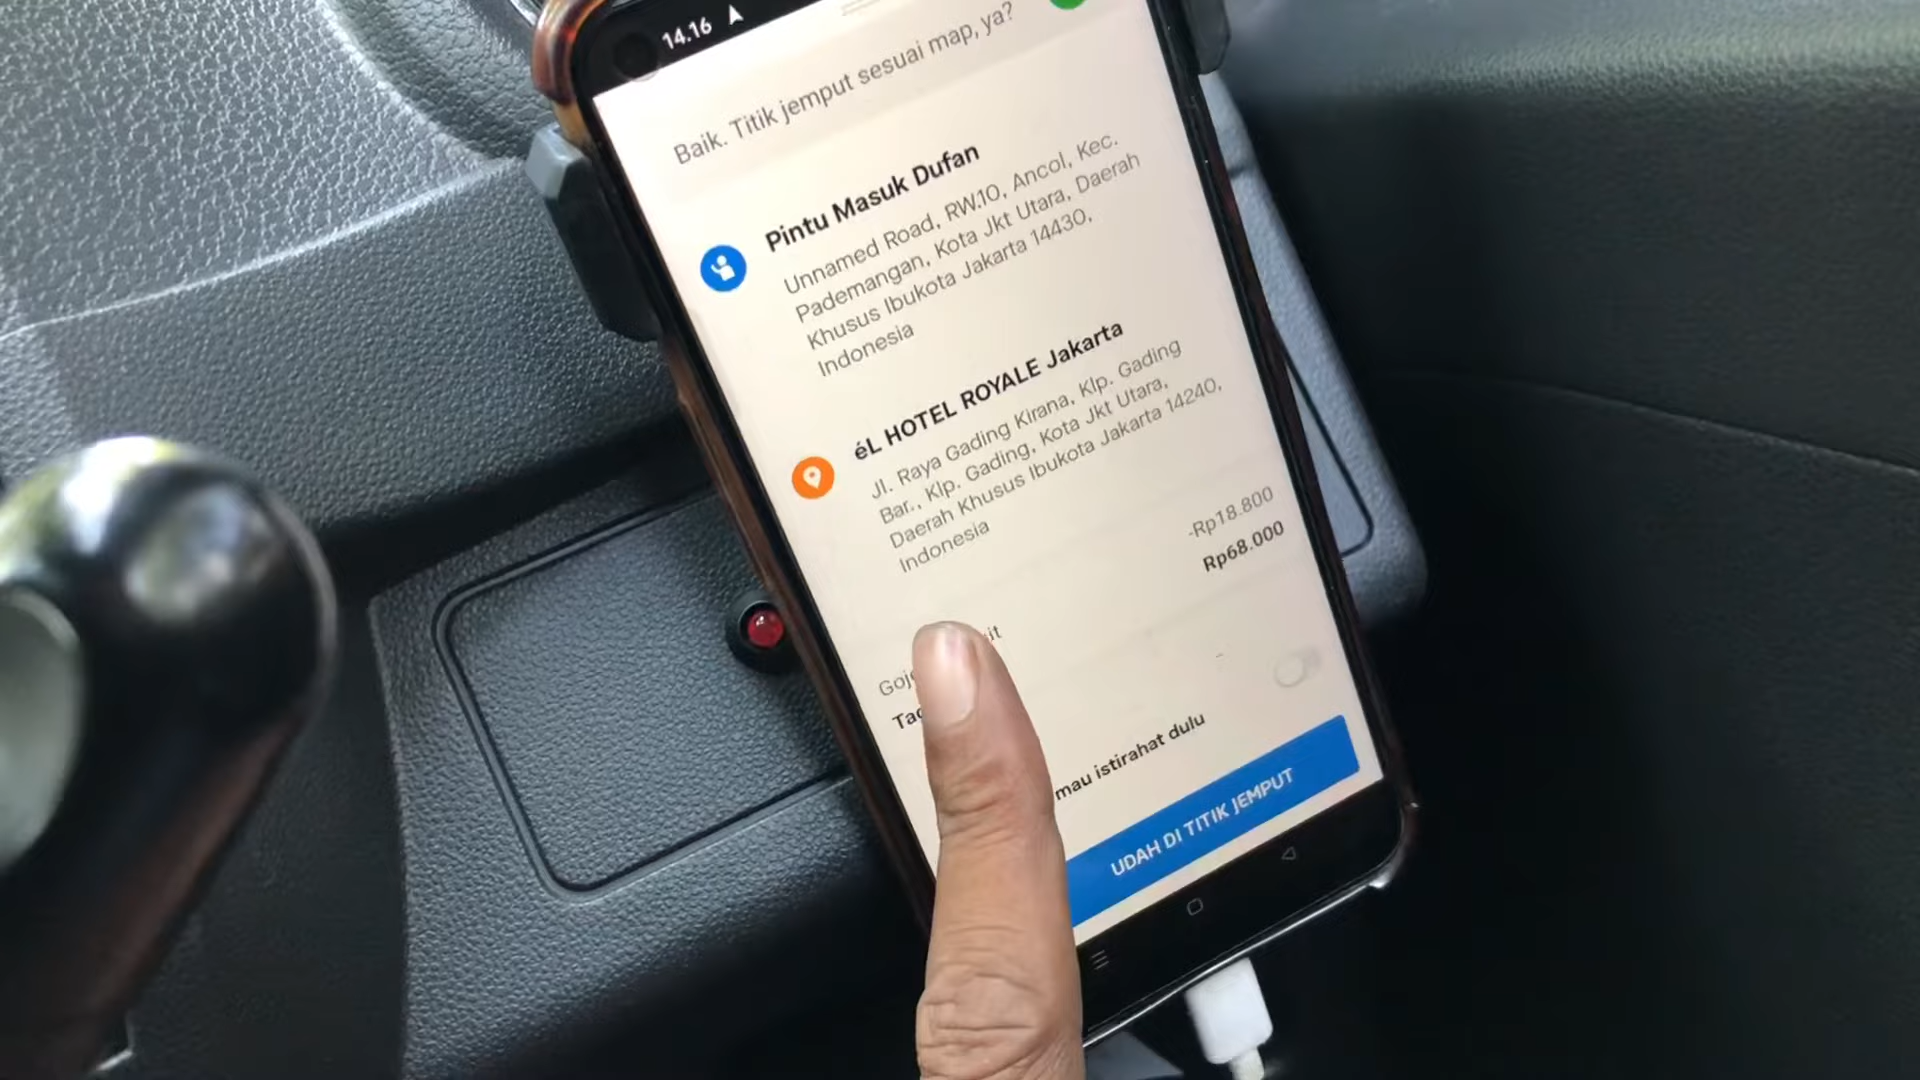 14.16
Baik. Titik jemput sesuai map, ya?
Pintu Masuk Dufan
Unnamed Road, RW.10, Ancol, Kec.
Pademangan, Kota Jkt Utara, Daerah
Khusus Ibukota Jakarta 14430,
Indonesia
éL HOTEL ROYALE Jakarta
Jl. Raya Gading Kirana, Klp. Gading
Bar., Klp. Gading, Kota Jkt Utara,
Daerah Khusus Ibukota Jakarta 14240,
Indonesia
-Rp18.800
Rp68.000
mau istirahat dulu
UDAH DI TITIK JEMPUT